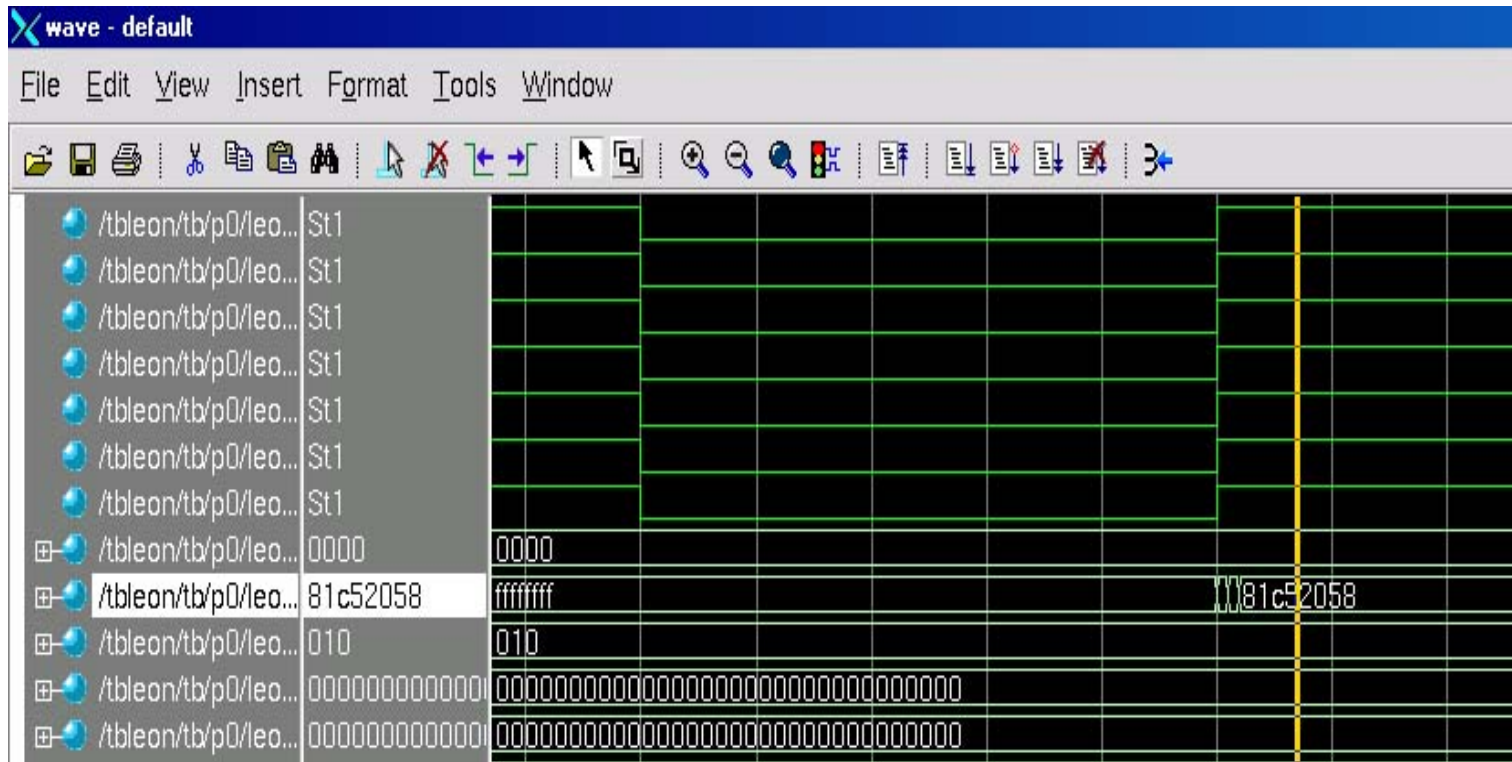 wave - default
File Edit View Insert Format Tools Window
/tbleon/tb/p0/leo... St1
/tbleon/tb/p0/leo... St1
/tbleon/tb/p0/leo... St1
/tbleon/tb/p0/leo... St1
/tbleon/tb/p0/leo... St1
/tbleon/tb/p0/leo... St1
/tbleon/tb/p0/leo... St1
/tbleon/tb/p0/leo... 0000 0000
/tbleon/tb/p0/leo... 81c52058 ffffffff 81c52058
/tbleon/tb/p0/leo... 010 010
/tbleon/tb/p0/leo... 0000000000000 00000000000000000000000000000000
/tbleon/tb/p0/leo... 0000000000000 00000000000000000000000000000000